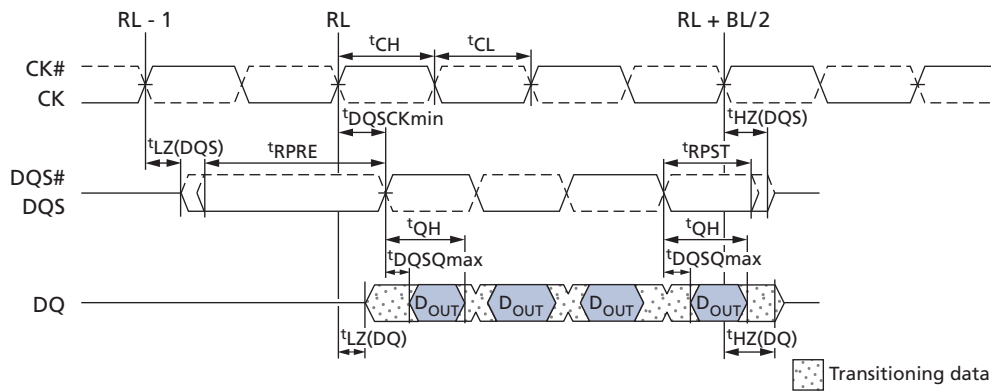 RL - 1
RL
RL + BL/2
tCH
tCL
CK#
CK
tDQSCKmin
tHZ(DQS)
tLZ(DQS)
tRPRE
tRPST
DQS#
DQS
tQH
tQH
tDQSQmax
tDQSQmax
DQ
DOUT
DOUT
DOUT
DOUT
tLZ(DQ)
tHZ(DQ)
Transitioning data